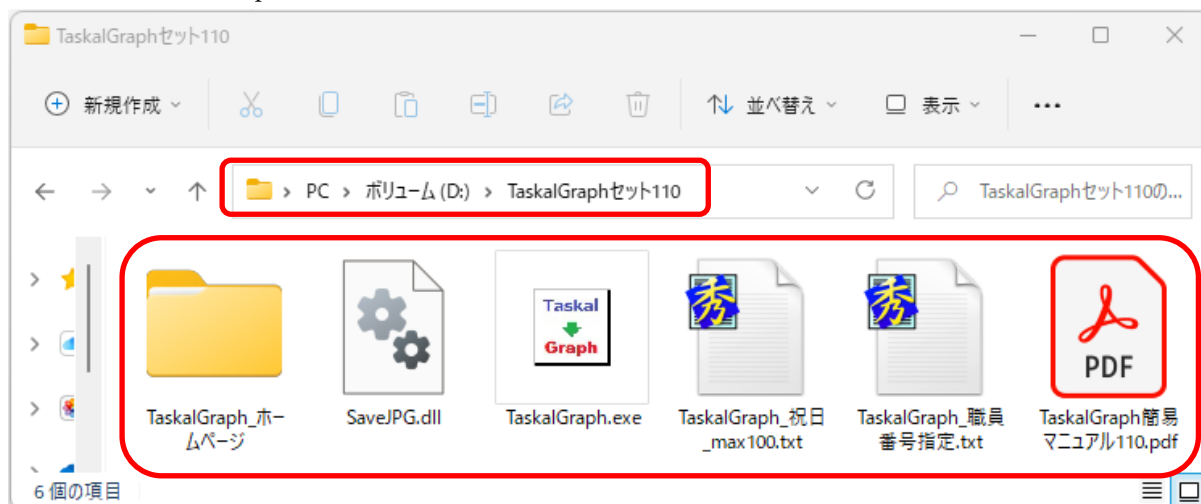 TaskalGraphセット110
新規作成
並べ替え
表示
PC > ボリューム (D:) > TaskalGraphセット110
TaskalGraphセット110の...
Taskal
Graph
秀
秀
PDF
TaskalGraph_ホー
ムページ
SaveJPG.dll
TaskalGraph.exe
TaskalGraph_祝日
_max100.txt
TaskalGraph_職員
番号指定.txt
TaskalGraph簡易
マニュアル110.pdf
6 個の項目